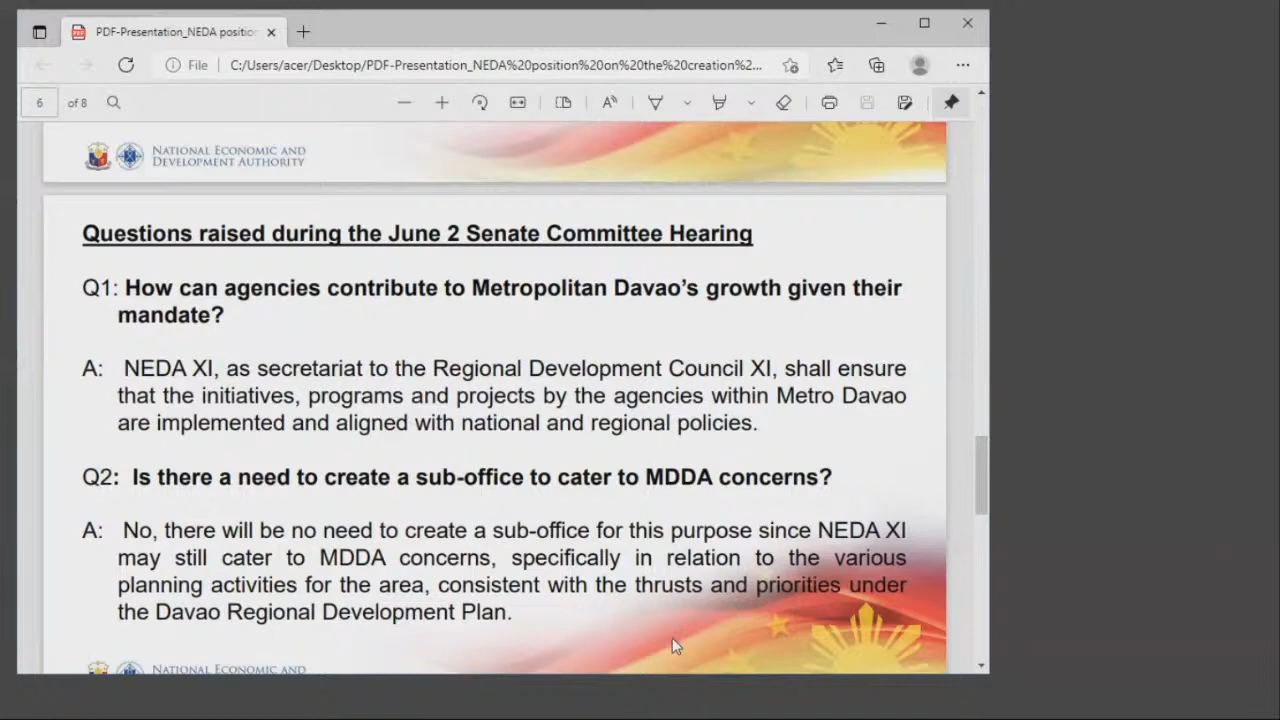 PDF-Presentation_NEDA positio
File
C:/Users/acer/Desktop/PDF-Presentation_NEDA%20position%20on%20the%20creation%2...
6 of 8
NATIONAL ECONOMIC AND
DEVELOPMENT AUTHORITY
Questions raised during the June 2 Senate Committee Hearing
Q1: How can agencies contribute to Metropolitan Davao's growth given their
mandate?
A: NEDA XI, as secretariat to the Regional Development Council XI, shall ensure
that the initiatives, programs and projects by the agencies within Metro Davao
are implemented and aligned with national and regional policies.
Q2: Is there a need to create a sub-office to cater to MDDA concerns?
A: No, there will be no need to create a sub-office for this purpose since NEDA XI
may still cater to MDDA concerns, specifically in relation to the various
planning activities for the area, consistent with the thrusts and priorities under
the Davao Regional Development Plan.
NATIONAL ECONOMIC AND